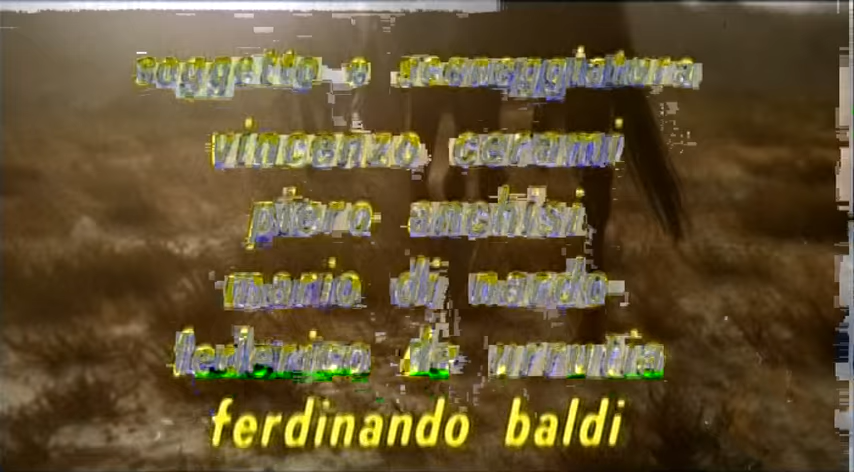 soggetto e sceneggiatura
vincenzo cerami
piero anchisi
mario di nardo
federico de urrutia
ferdinando baldi